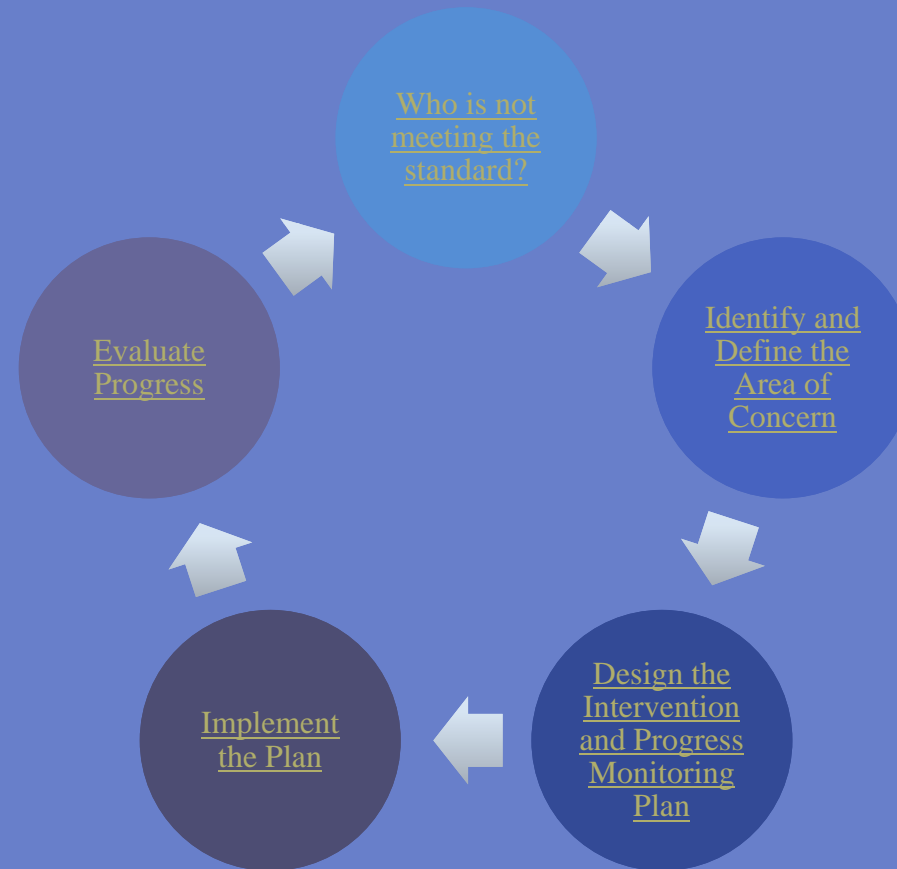 Who is not
meeting the
standard?
Identify and
Define the
Area of
Concern
Design the
Intervention
and Progress
Monitoring
Plan
Implement
the Plan
Evaluate
Progress